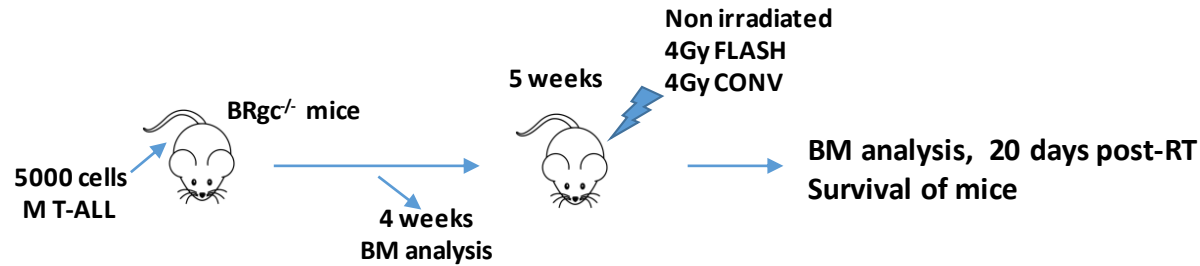 5000 cells
M T-ALL
BRgc-/- mice
4 weeks
BM analysis
5 weeks
Non irradiated
4Gy FLASH
4Gy CONV
BM analysis, 20 days post-RT
Survival of mice